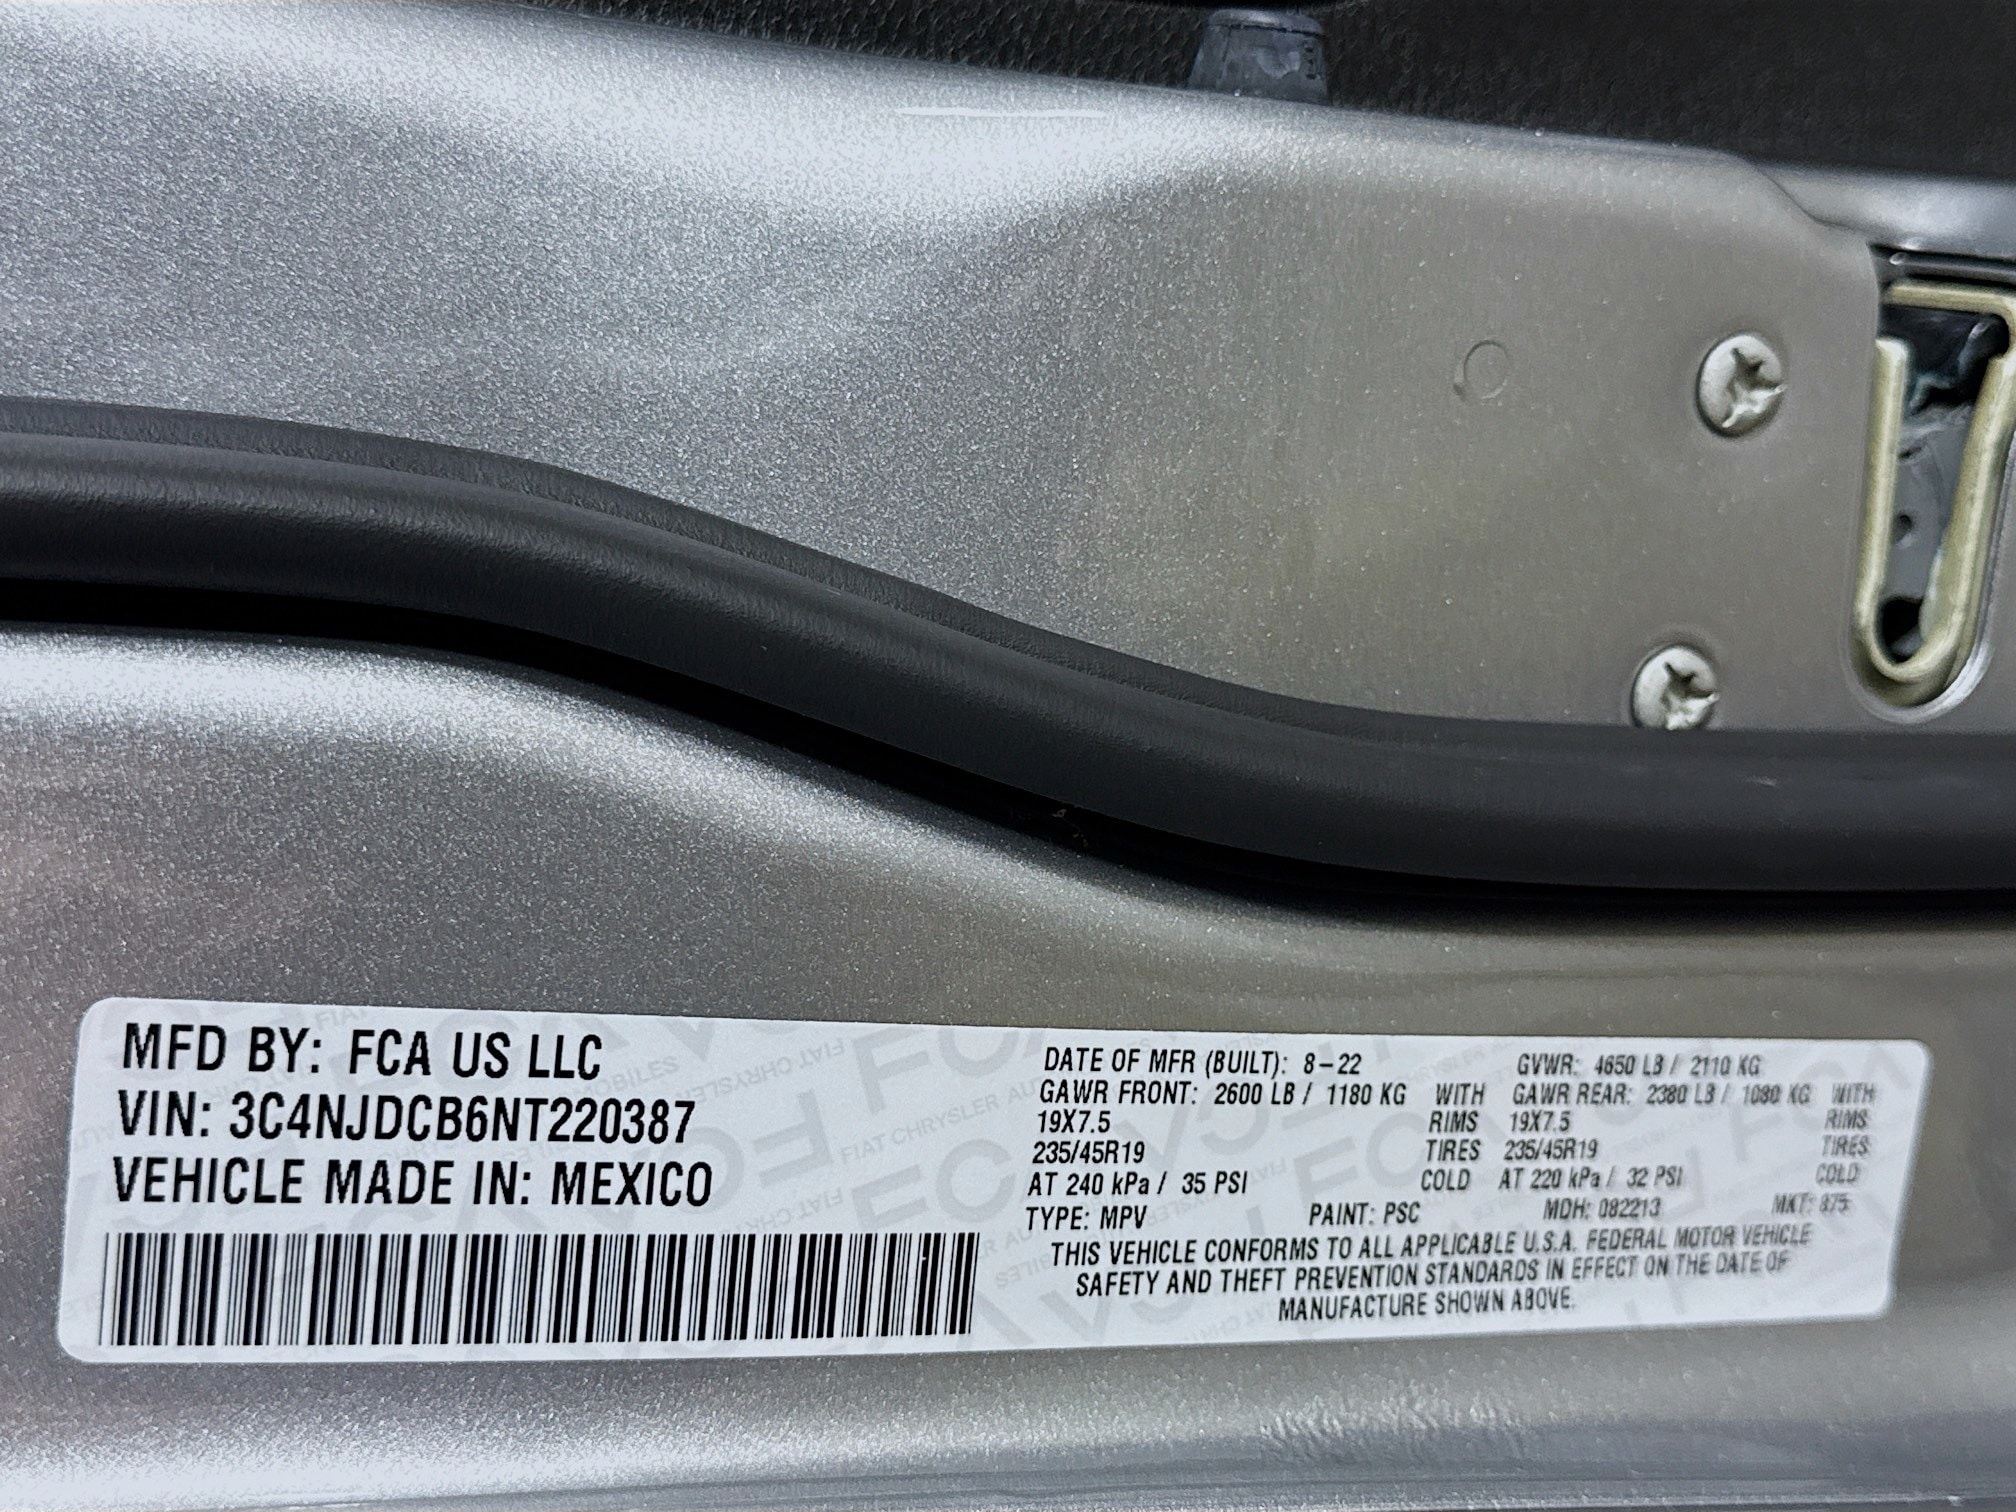 MFD BY: FCA US LLC
VIN: 3C4NJDCB6NT220387
VEHICLE MADE IN: MEXICO
DATE OF MFR (BUILT): 8-22 GVWR: 4650 LB / 2110 KG
GAWR FRONT: 2600 LB / 1180 KG WITH GAWR REAR: 2380 LB / 1080 KG WITH
19X7.5 RIMS 19X7.5 RIMS
235/45R19 TIRES 235/45R19 TIRES
AT 240 kPa / 35 PSI COLD AT 220 kPa / 32 PSI COLD
TYPE: MPV PAINT: PSC MDH: 082213 MKT: 875
THIS VEHICLE CONFORMS TO ALL APPLICABLE U.S.A. FEDERAL MOTOR VEHICLE
SAFETY AND THEFT PREVENTION STANDARDS IN EFFECT ON THE DATE OF
MANUFACTURE SHOWN ABOVE.